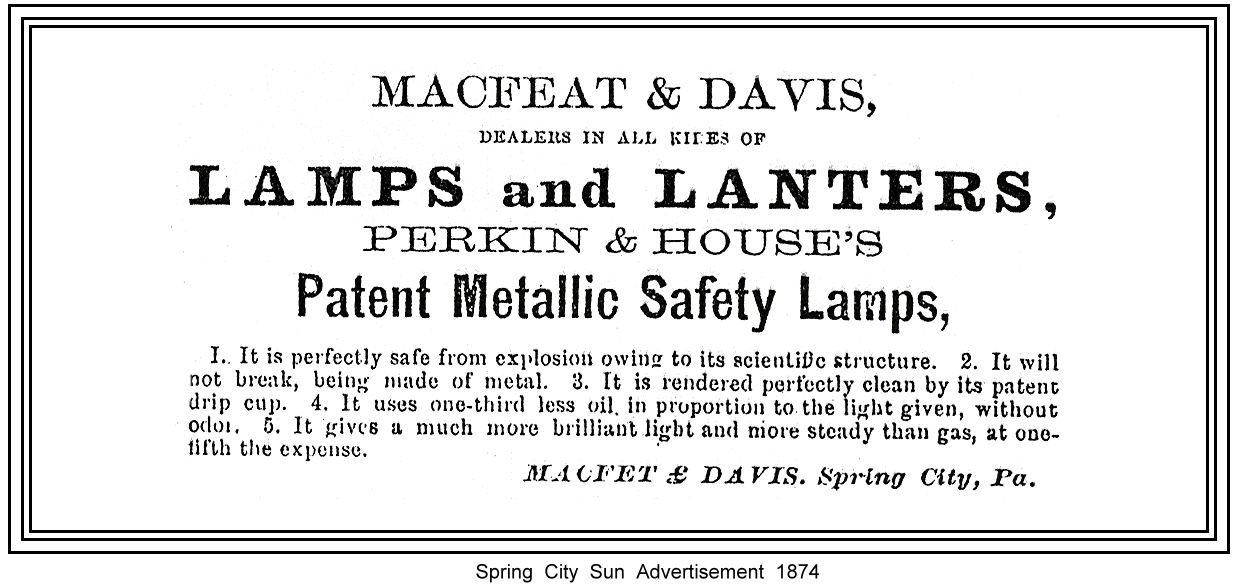 MACFEAT & DAVIS,
DEALERS IN ALL KINES OF
LAMPS and LANTERS,
PERKIN & HOUSE'S
Patent Metallic Safety Lamps,
1. It is perfectly safe from explosion owing to its scientific structure. 2. It will
not break, being made of metal. 3. It is rendered perfectly clean by its patent
drip cup. 4. It uses one-third less oil, in proportion to the light given, without
odor. 5. It gives a much more brilliant light and more steady than gas, at one-
fifth the expense.
MACFET & DAVIS. Spring City, Pa.
Spring City Sun Advertisement 1874